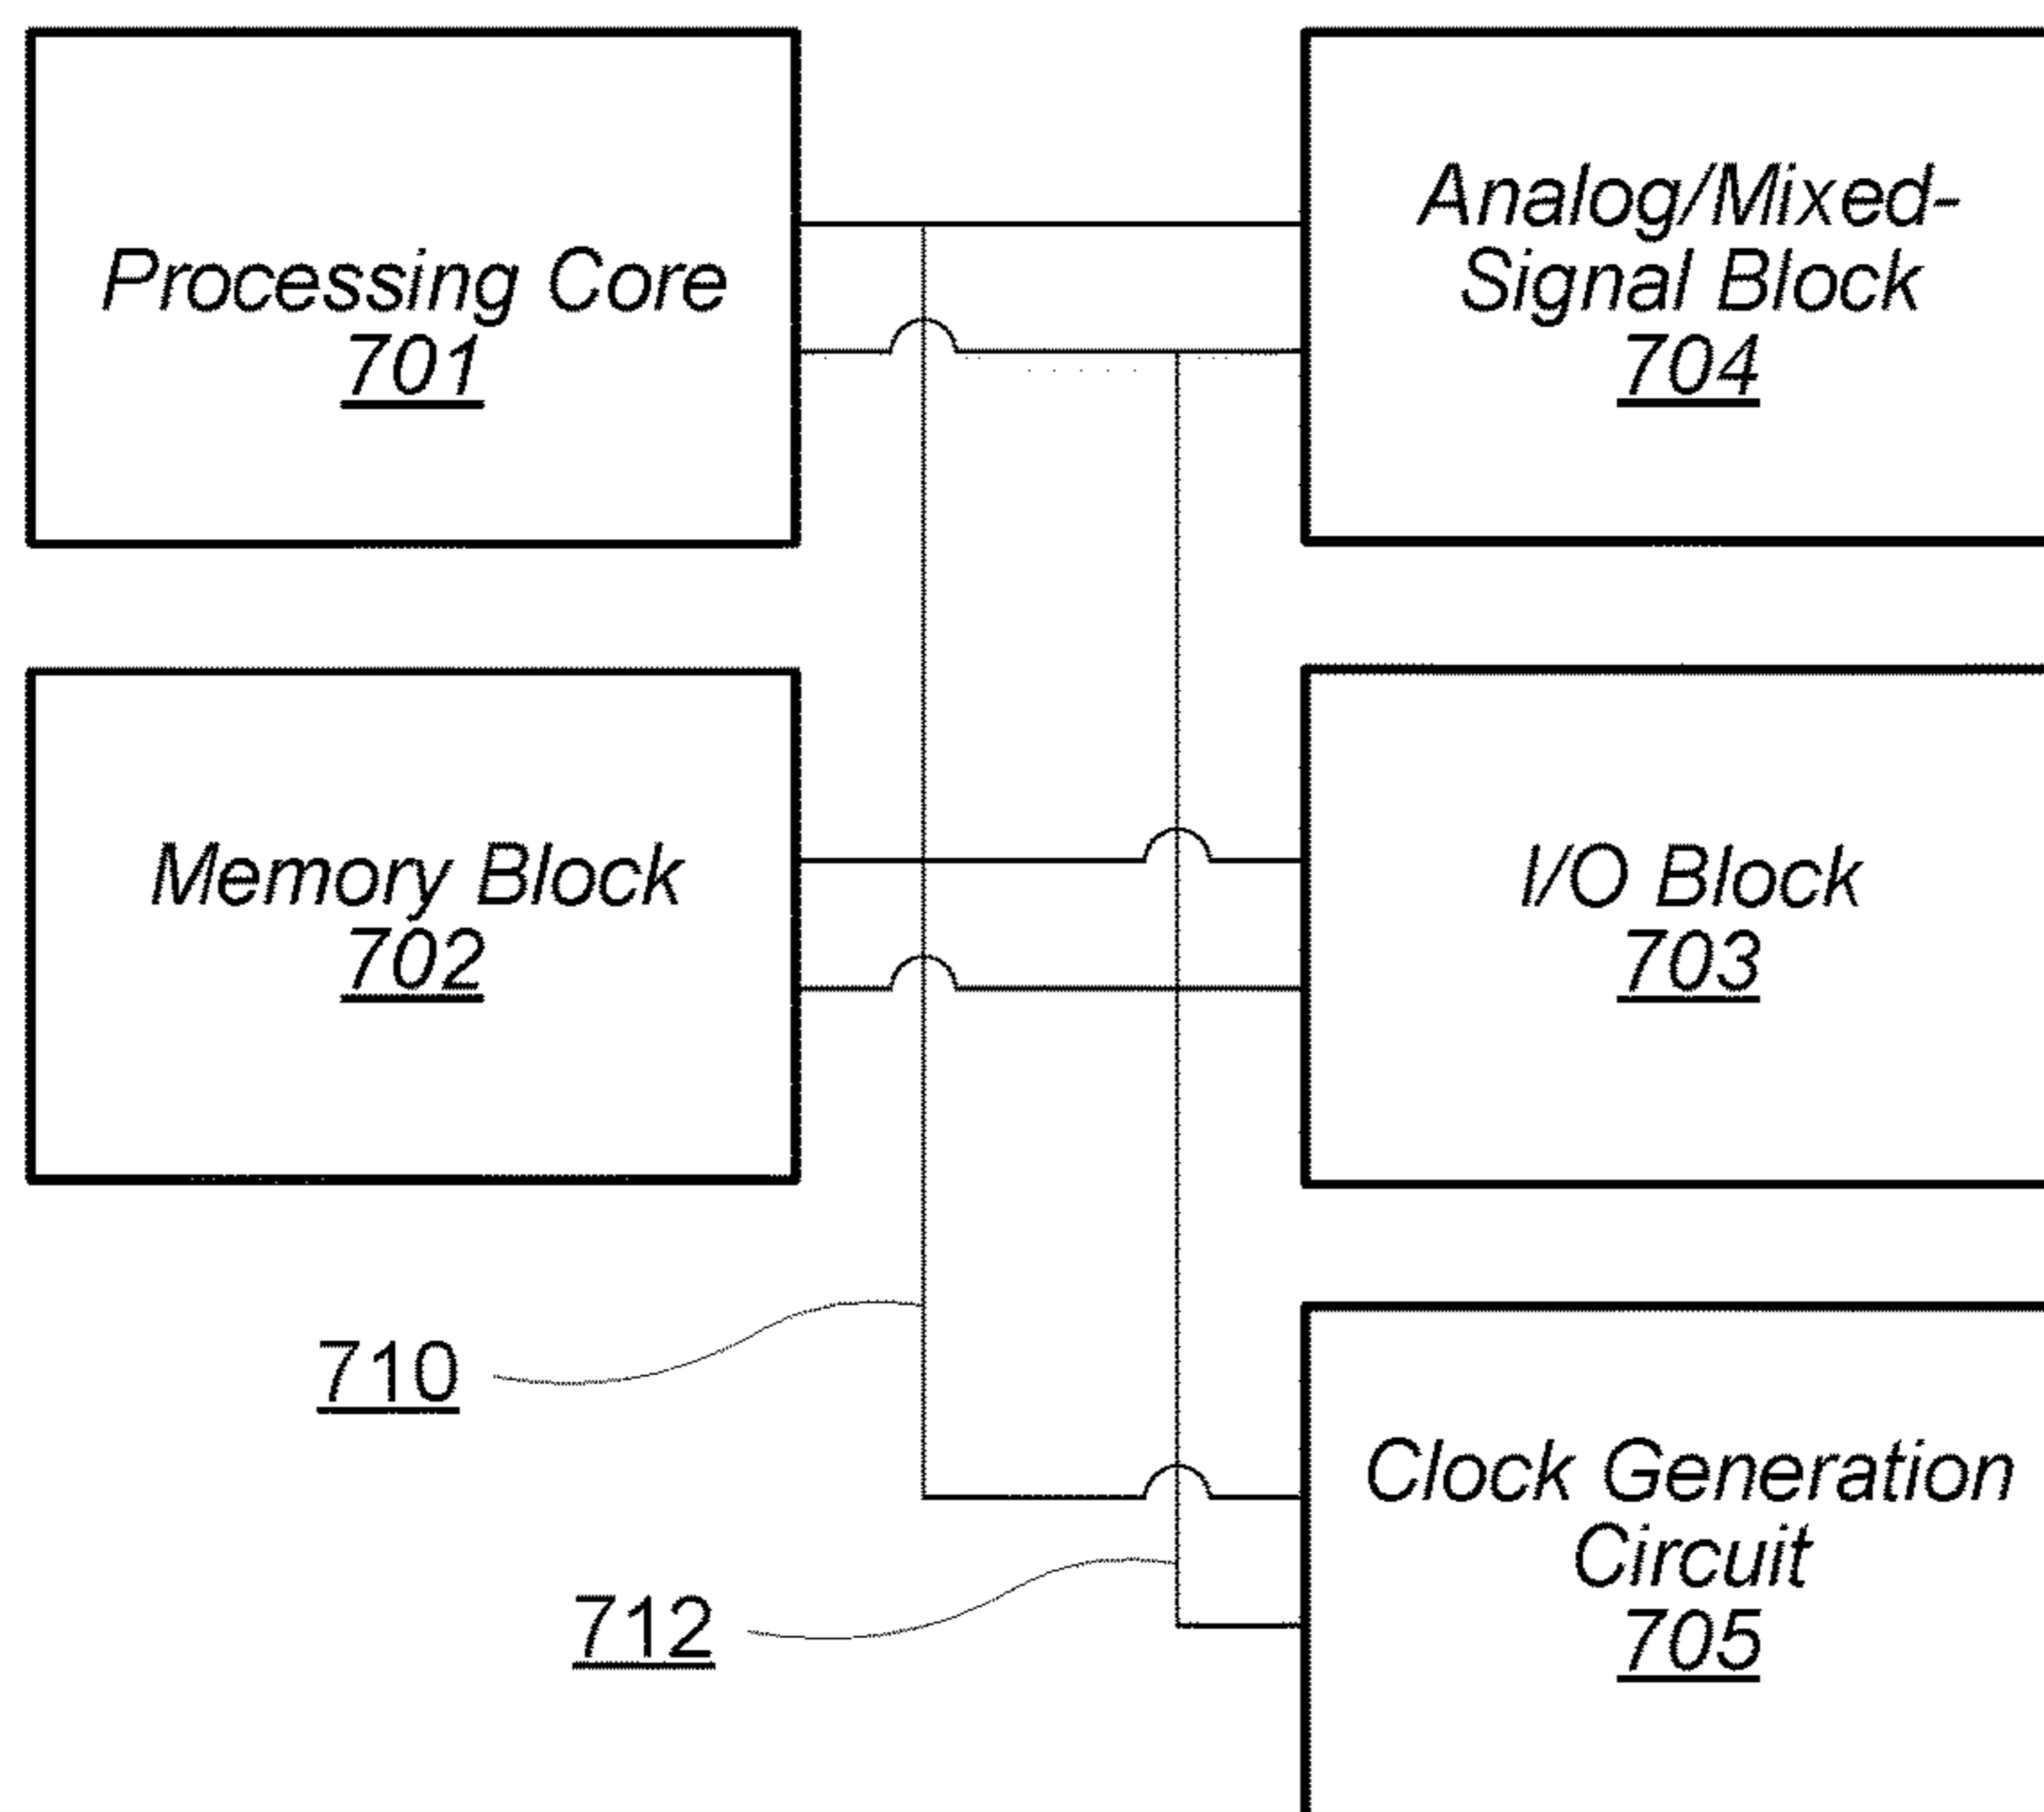 Processing Core
701
Analog/Mixed-
Signal Block
704
Memory Block
702
I/O Block
703
710
712
Clock Generation
Circuit
705